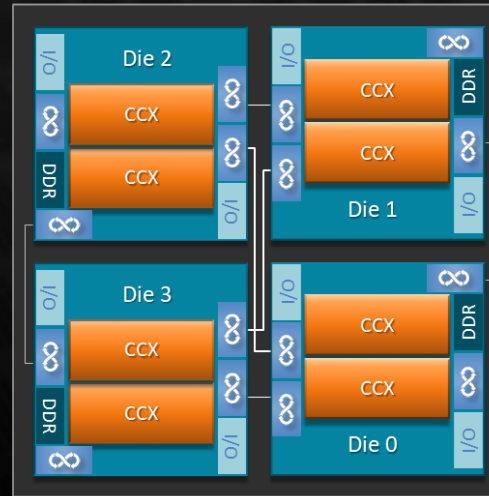 I/O
Die 2
CCX
CCX
DDR
I/O
I/O
CCX
CCX
DDR
I/O
Die 1
I/O
Die 3
CCX
CCX
DDR
I/O
I/O
CCX
CCX
DDR
I/O
Die 0